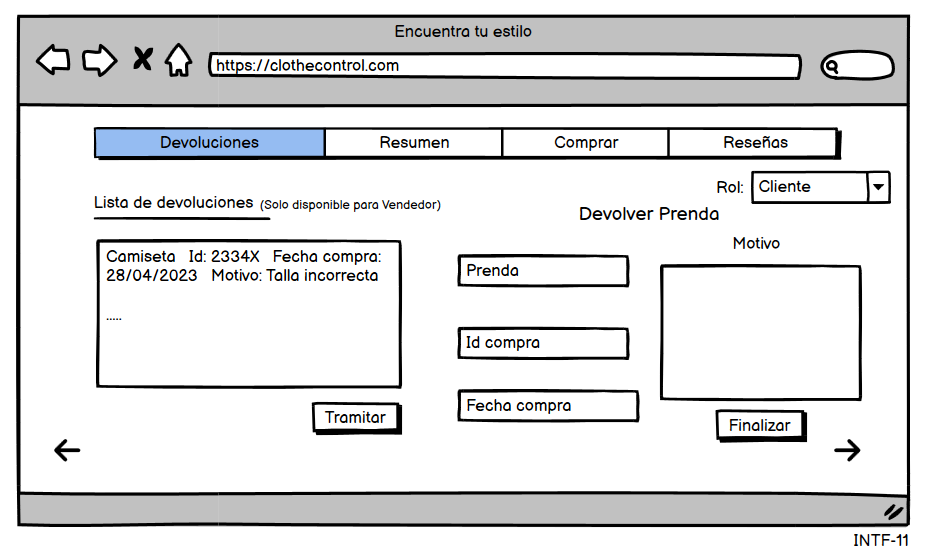 Encuentra tu estilo
https://clothecontrol.com
Devoluciones
Resumen
Comprar
Reseñas
Rol:
Cliente
Lista de devoluciones (Solo disponible para Vendedor)
Devolver Prenda
Motivo
Camiseta Id: 2334X Fecha compra:
28/04/2023 Motivo: Talla incorrecta
.....
Tramitar
Prenda
Id compra
Fecha compra
Finalizar
INTF-11